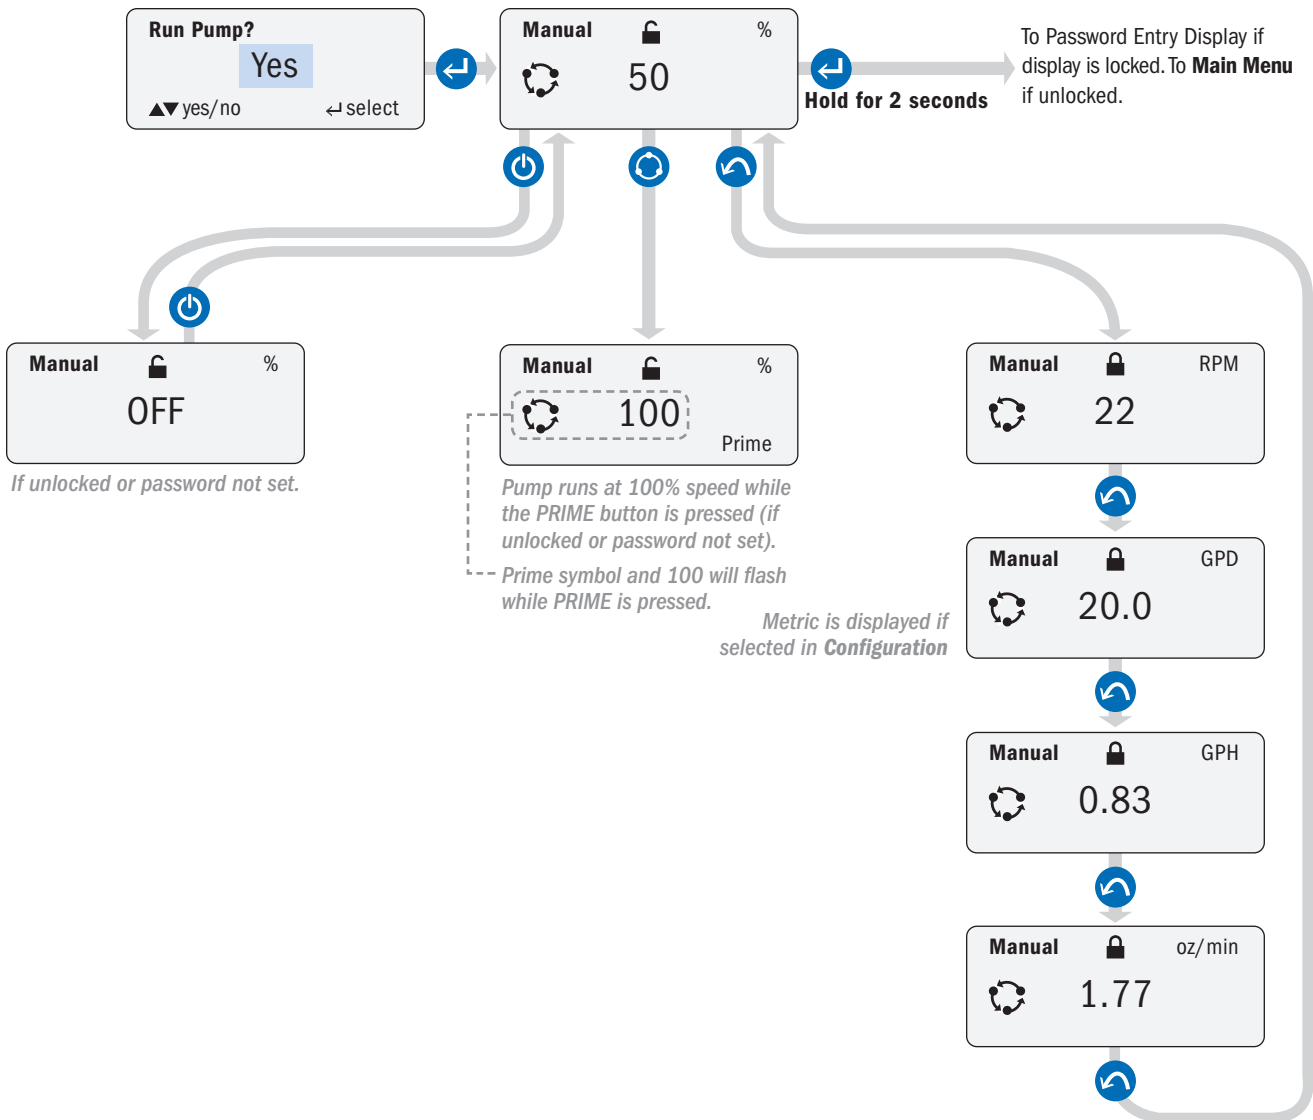 Run Pump?
Yes
▲▼ yes/no ↵ select
Manual %
50
Hold for 2 seconds
To Password Entry Display if
display is locked. To Main Menu
if unlocked.
Manual %
OFF
If unlocked or password not set.
Manual %
100
Prime
Pump runs at 100% speed while
the PRIME button is pressed (if
unlocked or password not set).
Prime symbol and 100 will flash
while PRIME is pressed.
Manual RPM
22
Manual GPD
20.0
Metric is displayed if
selected in Configuration
Manual GPH
0.83
Manual oz/min
1.77